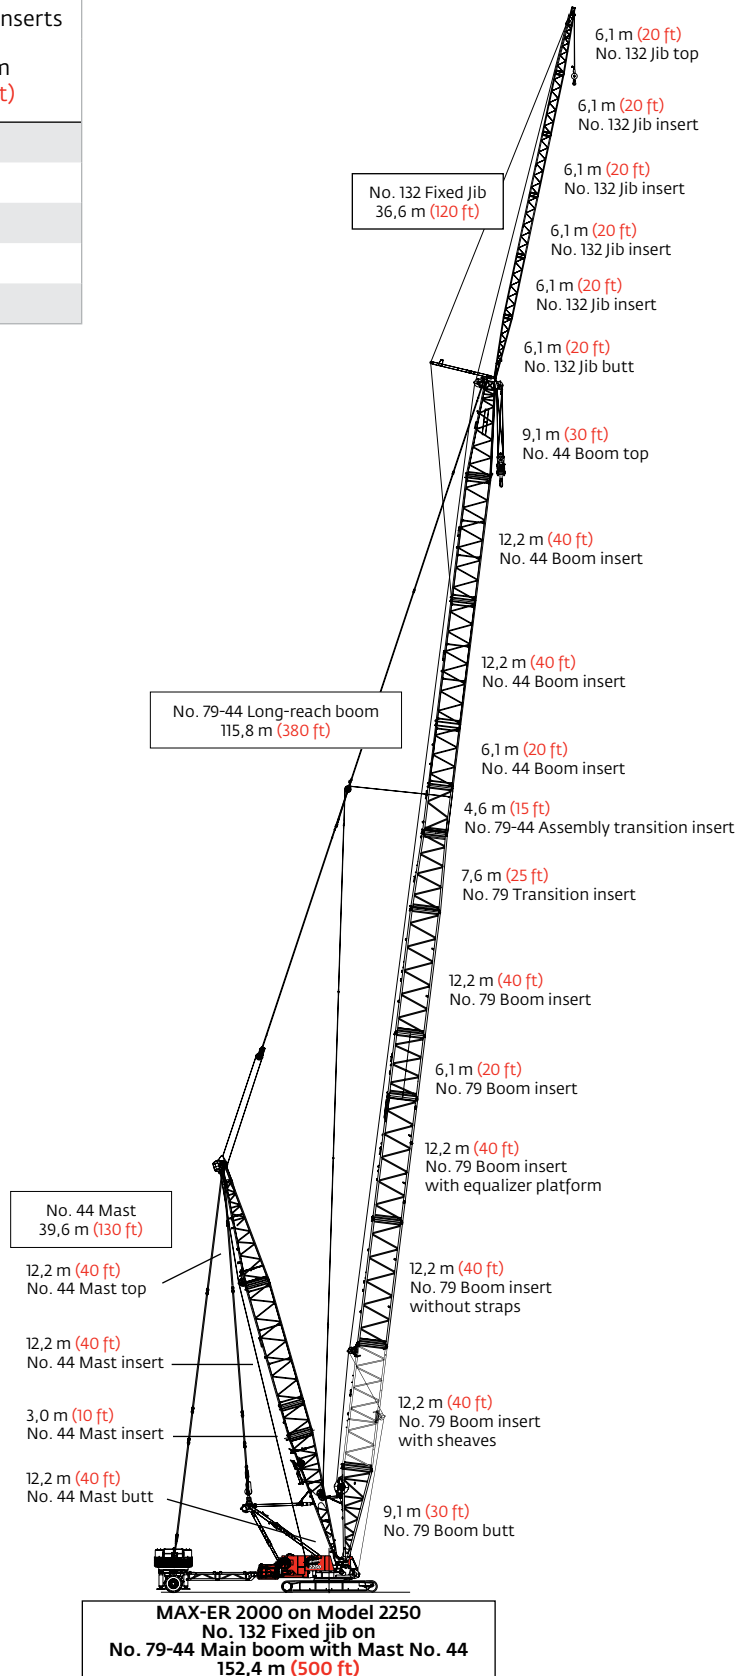 nserts
m
t)
6,1 m (20 ft)
No. 132 Jib top
6,1 m (20 ft)
No. 132 Jib insert
6,1 m (20 ft)
No. 132 Jib insert
No. 132 Fixed Jib
36,6 m (120 ft)
6,1 m (20 ft)
No. 132 Jib insert
6,1 m (20 ft)
No. 132 Jib insert
6,1 m (20 ft)
No. 132 Jib butt
9,1 m (30 ft)
No. 44 Boom top
12,2 m (40 ft)
No. 44 Boom insert
12,2 m (40 ft)
No. 44 Boom insert
No. 79-44 Long-reach boom
115,8 m (380 ft)
6,1 m (20 ft)
No. 44 Boom insert
4,6 m (15 ft)
No. 79-44 Assembly transition insert
7,6 m (25 ft)
No. 79 Transition insert
12,2 m (40 ft)
No. 79 Boom insert
6,1 m (20 ft)
No. 79 Boom insert
12,2 m (40 ft)
No. 79 Boom insert
with equalizer platform
No. 44 Mast
39,6 m (130 ft)
12,2 m (40 ft)
No. 44 Mast top
12,2 m (40 ft)
No. 79 Boom insert
without straps
12,2 m (40 ft)
No. 44 Mast insert
3,0 m (10 ft)
No. 44 Mast insert
12,2 m (40 ft)
No. 79 Boom insert
with sheaves
12,2 m (40 ft)
No. 44 Mast butt
9,1 m (30 ft)
No. 79 Boom butt
MAX-ER 2000 on Model 2250
No. 132 Fixed jib on
No. 79-44 Main boom with Mast No. 44
152,4 m (500 ft)